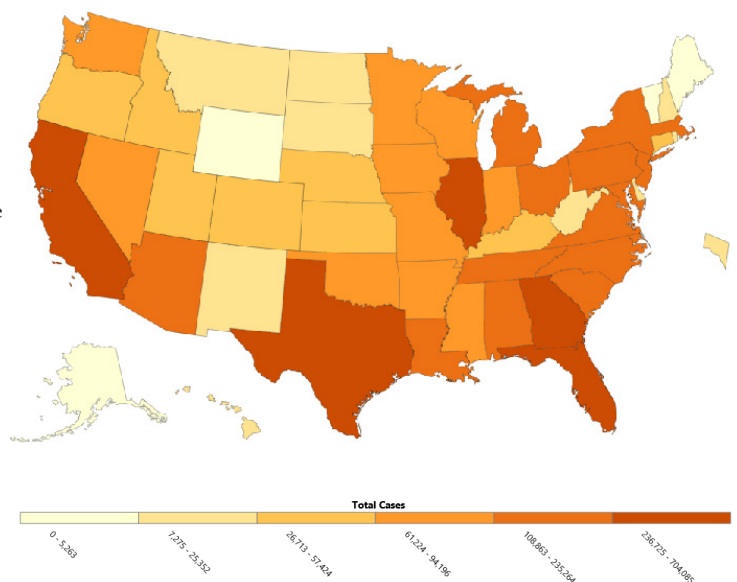 Total Cases
0 - 5,263
7,275 - 25,352
26,713 - 57,424
61,224 - 94,196
108,863 - 235,264
236,725 - 704,085